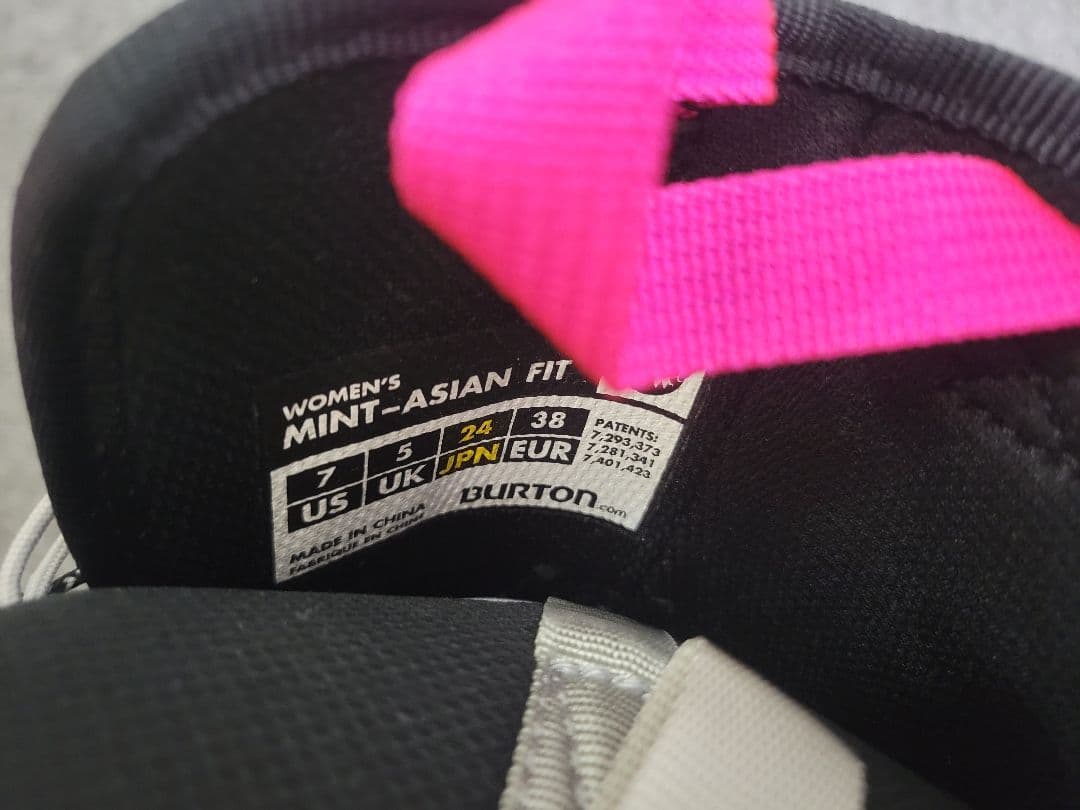 WOMEN'S
MINT-ASIAN FIT
7 5 24 38
US UK JPN EUR
PATENTS:
7,293,373
7,281,341
7,401,423
BURTON.com
MADE IN CHINA
FABRIQUÉ EN CHINE